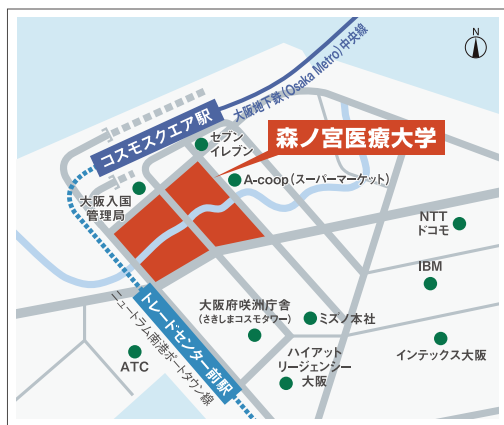 N
大阪地下鉄(Osaka Metro)中央線
コスモスクエア駅
セブン
イレブン
森ノ宮医療大学
A-coop(スーパーマーケット)
大阪入国
管理局
NTT
ドコモ
IBM
トレードセンター前駅
ニュートラム南港ポートタウン線
大阪府咲洲庁舎
(さきしまコスモタワー)
ミズノ本社
インテックス大阪
ATC
ハイアット
リージェンシー
大阪